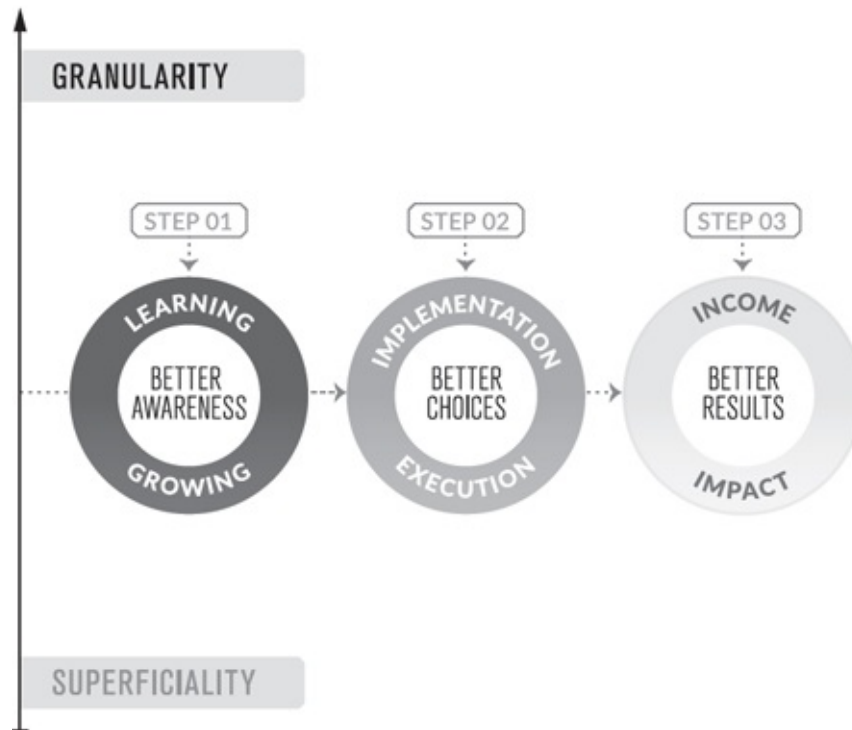 GRANULARITY
STEP 01
STEP 02
STEP 03
LEARNING
BETTER
AWARENESS
GROWING
IMPLEMENTATION
BETTER
CHOICES
EXECUTION
INCOME
BETTER
RESULTS
IMPACT
SUPERFICIALITY